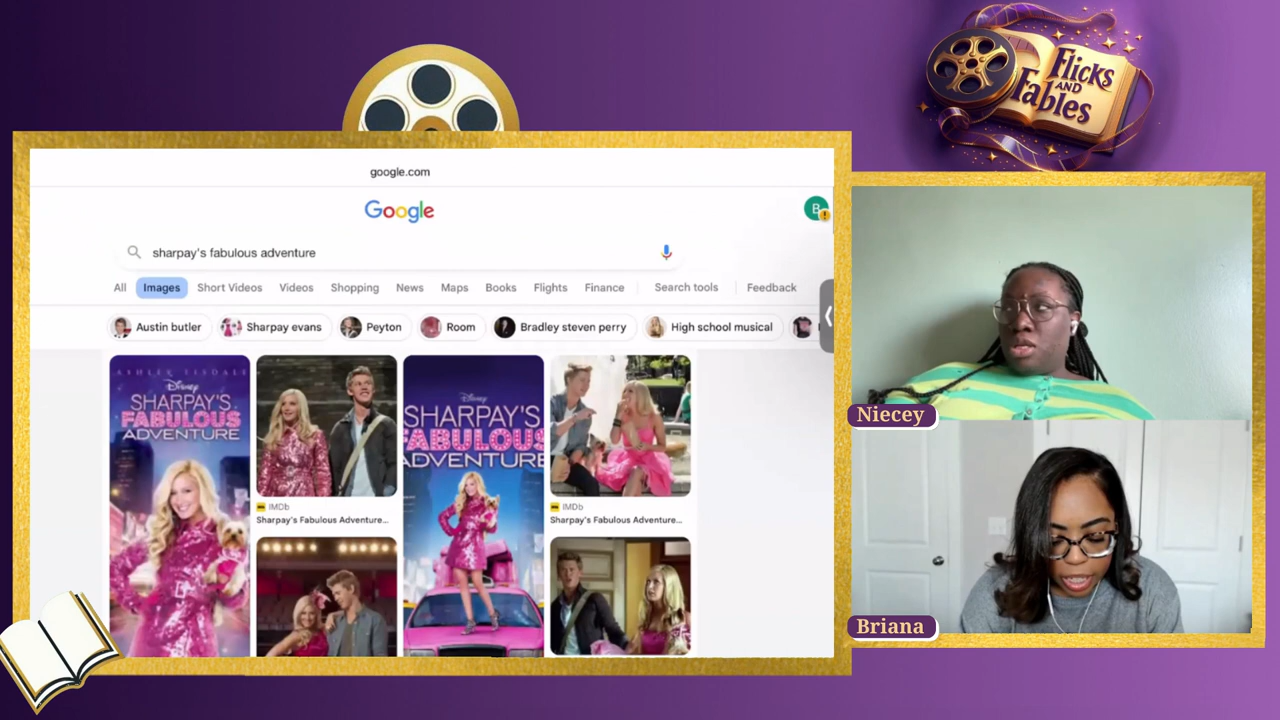 Flicks
AND
Fables
google.com
Google
B
sharpay's fabulous adventure
All Images Short Videos Videos Shopping News Maps Books Flights Finance Search tools Feedback
Austin butler Sharpay evans Peyton Room Bradley steven perry High school musical
ASHLEY TISDALE
Disney
SHARPAY'S
FABULOUS
ADVENTURE
Disney
SHARPAY'S
FABULOUS
ADVENTURE
IMDb
Sharpay's Fabulous Adventure...
IMDb
Sharpay's Fabulous Adventure...
Niecey
Briana